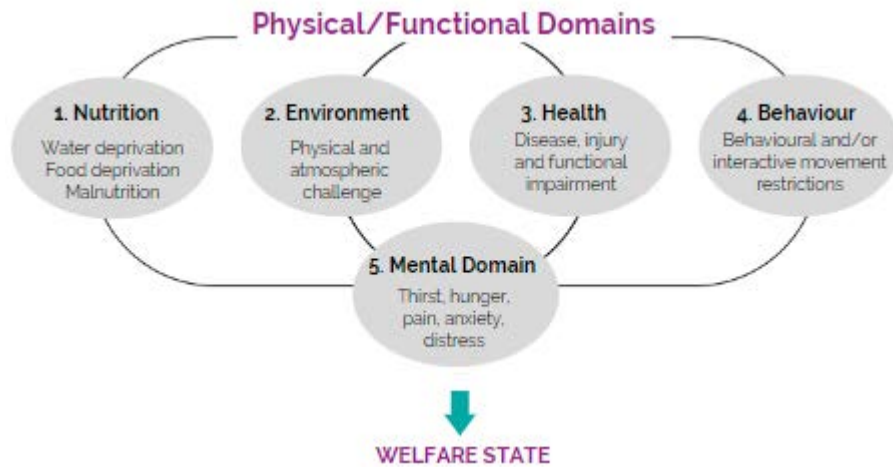 Physical/Functional Domains
1. Nutrition
Water deprivation
Food deprivation
Malnutrition
2. Environment
Physical and
atmospheric
challenge
3. Health
Disease, injury
and functional
impairment
4. Behaviour
Behavioural and/or
interactive movement
restrictions
5. Mental Domain
Thirst, hunger,
pain, anxiety,
distress
WELFARE STATE